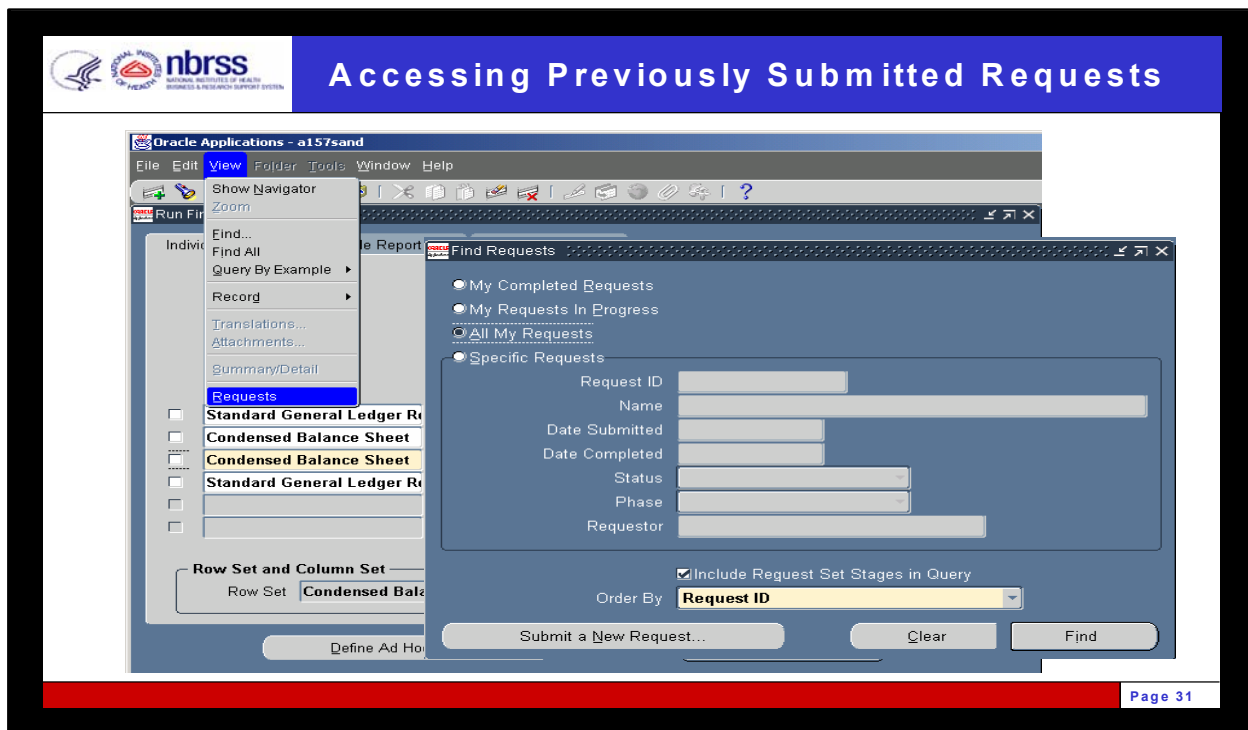 nbrss
NATIONAL INSTITUTES OF HEALTH
BUSINESS & RESEARCH SUPPORT SYSTEM
Accessing Previously Submitted Requests
Oracle Applications - a157sand
File Edit View Folder Tools Window Help
Run Fin
Show Navigator
Zoom
Find...
Find All
Query By Example
Record
Translations...
Attachments...
Summary/Detail
Requests
Indivi
le Report
Standard General Ledger Re
Condensed Balance Sheet
Condensed Balance Sheet
Standard General Ledger Re
Row Set and Column Set
Row Set Condensed Bala
Define Ad Ho
Find Requests
My Completed Requests
My Requests In Progress
All My Requests
Specific Requests
Request ID
Name
Date Submitted
Date Completed
Status
Phase
Requestor
Include Request Set Stages in Query
Order By Request ID
Submit a New Request...
Clear
Find
Page 31